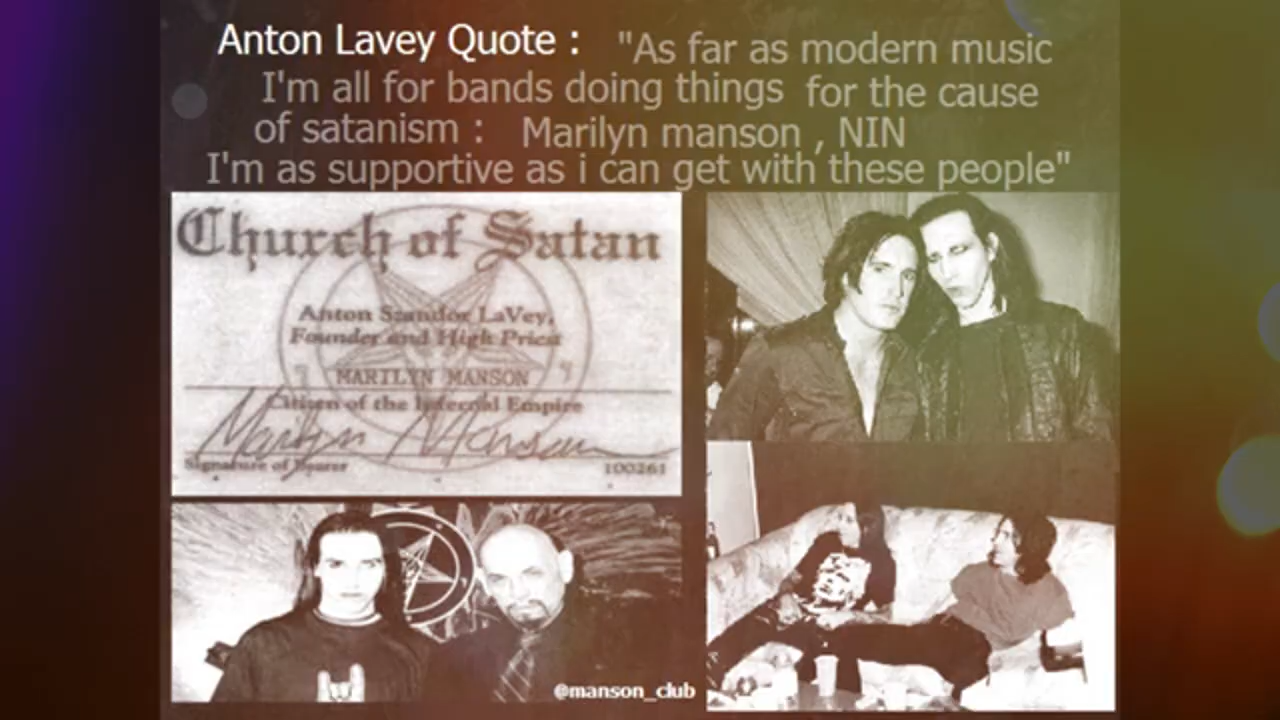 Anton Lavey Quote : "As far as modern music
I'm all for bands doing things for the cause
of satanism : Marilyn manson , NIN
I'm as supportive as i can get with these people"
Church of Satan
Anton Szandor LaVey,
Founder and High Priest
MARILYN MANSON
Citizen of the Infernal Empire
Marilyn Manson
Signature of Bearer 100261
@manson_club